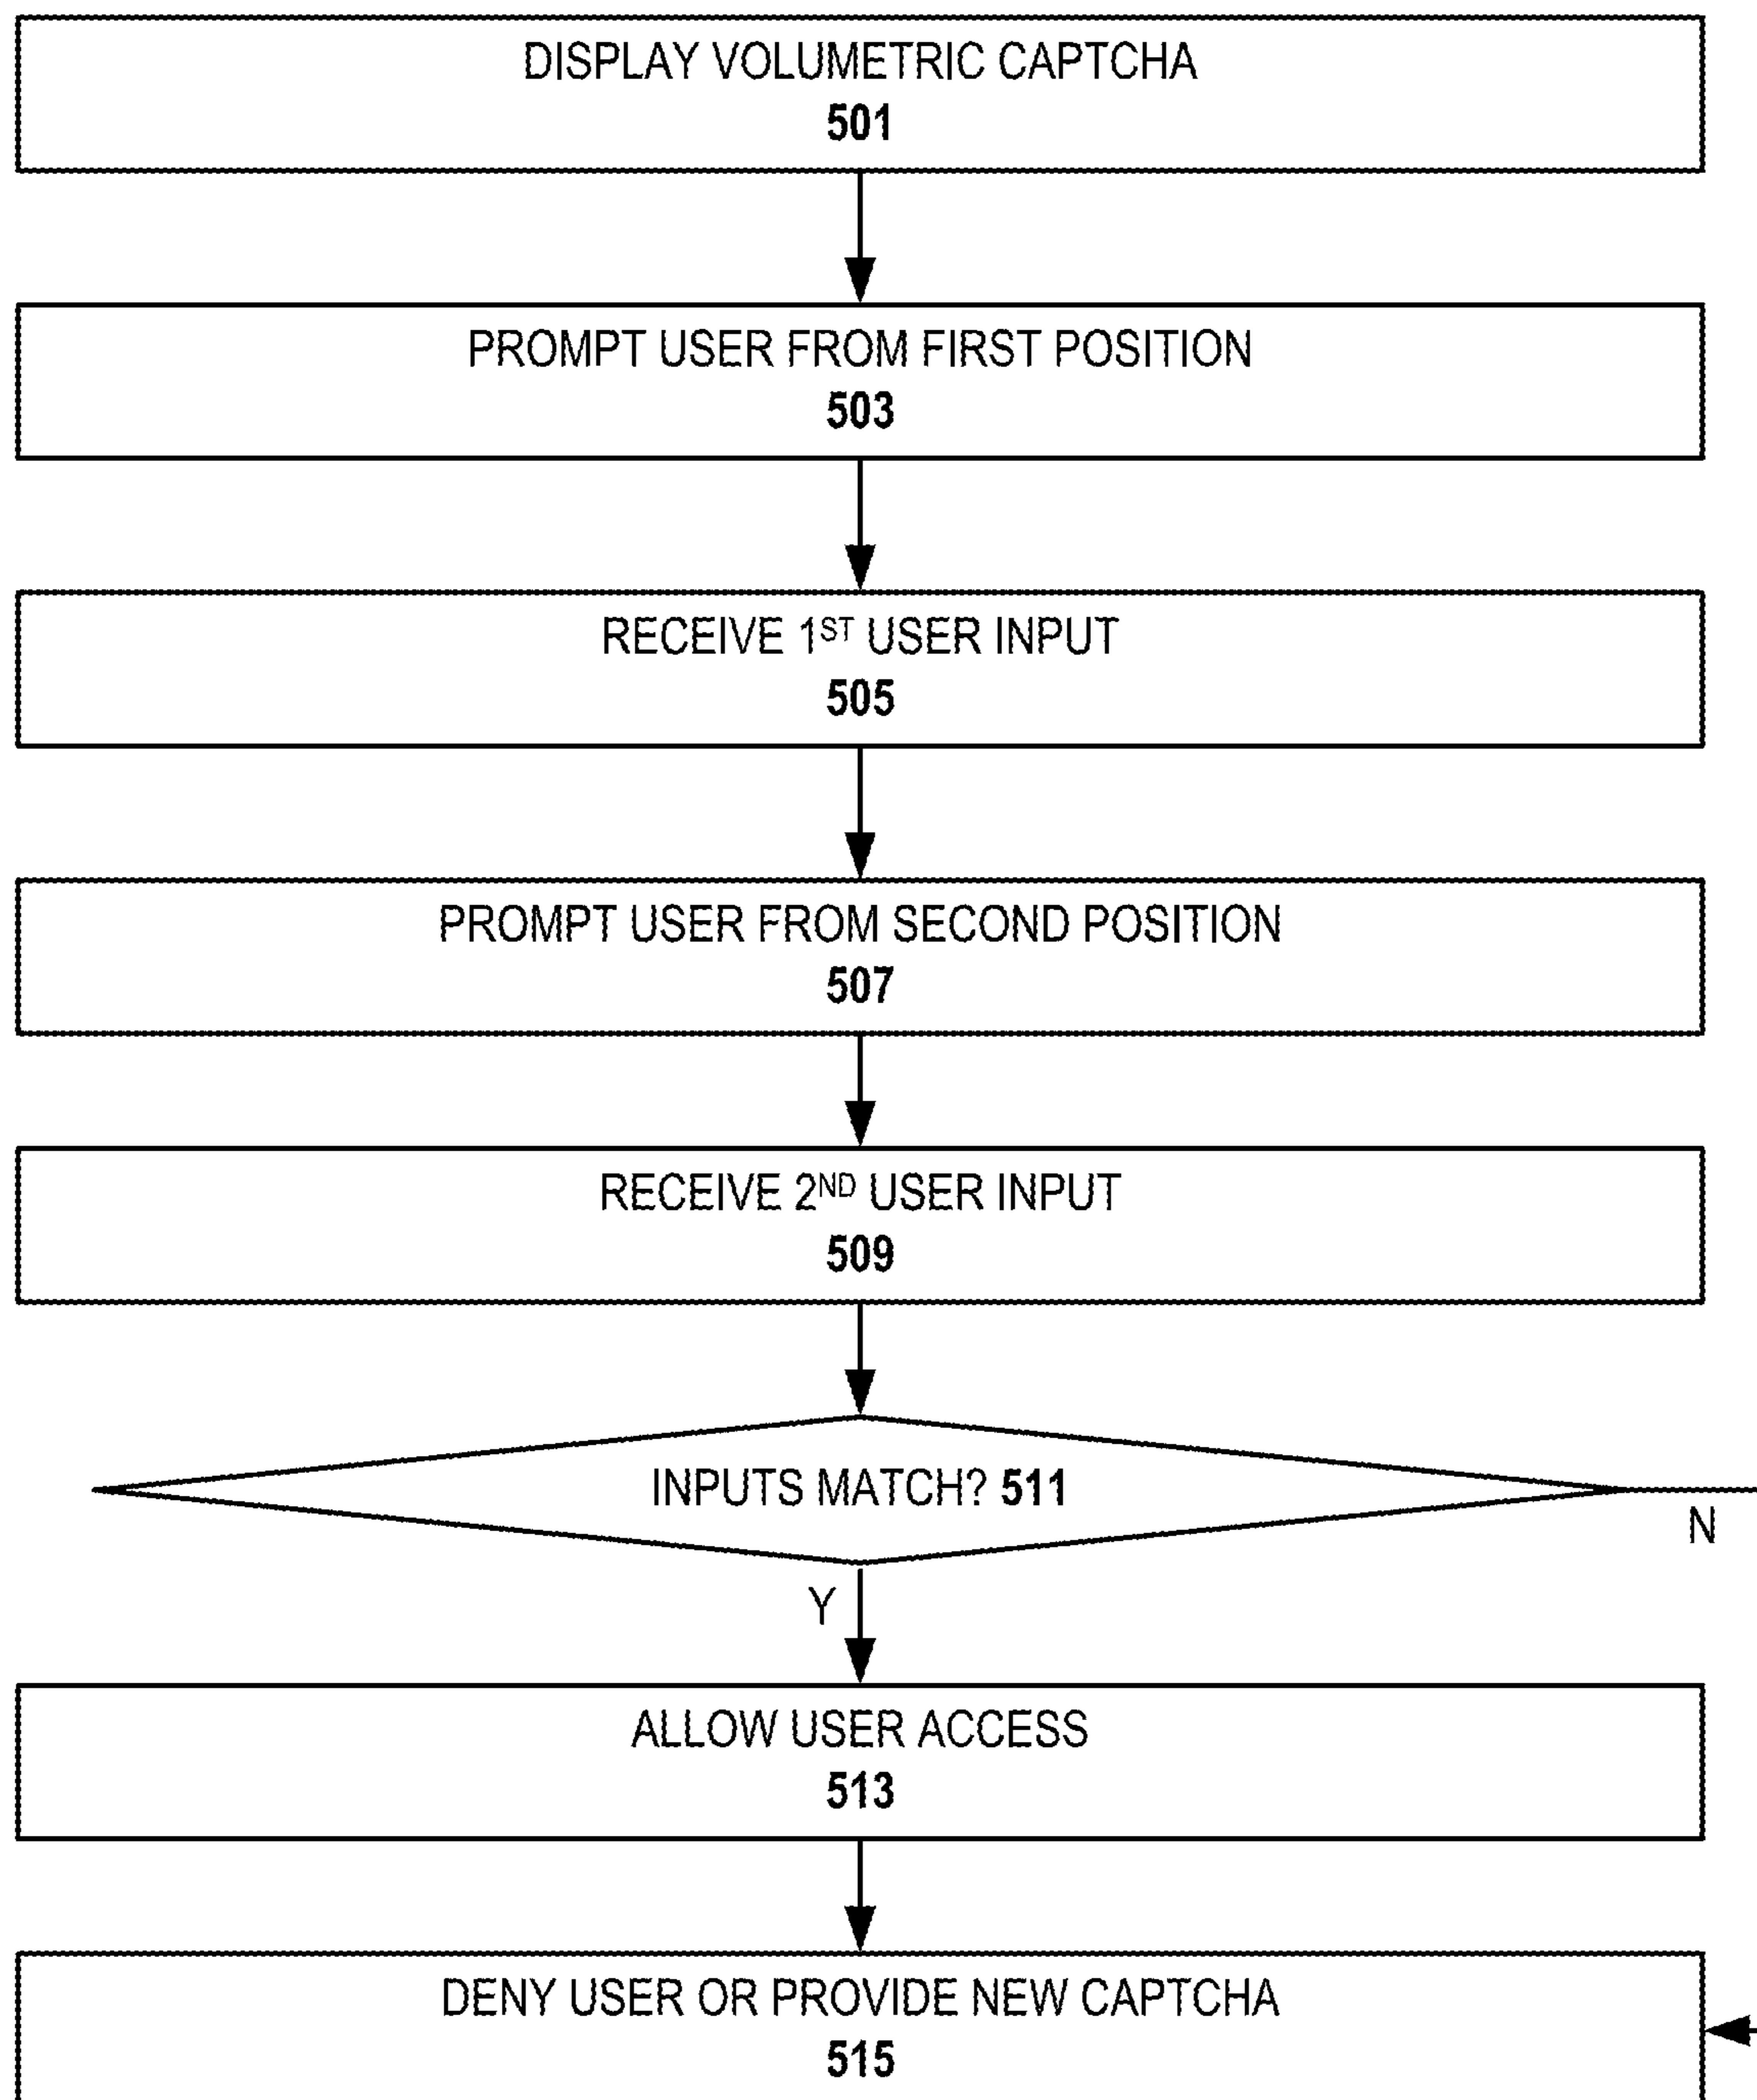 DISPLAY VOLUMETRIC CAPTCHA
501
PROMPT USER FROM FIRST POSITION
503
RECEIVE 1ST USER INPUT
505
PROMPT USER FROM SECOND POSITION
507
RECEIVE 2ND USER INPUT
509
INPUTS MATCH? 511
N
Y
ALLOW USER ACCESS
513
DENY USER OR PROVIDE NEW CAPTCHA
515